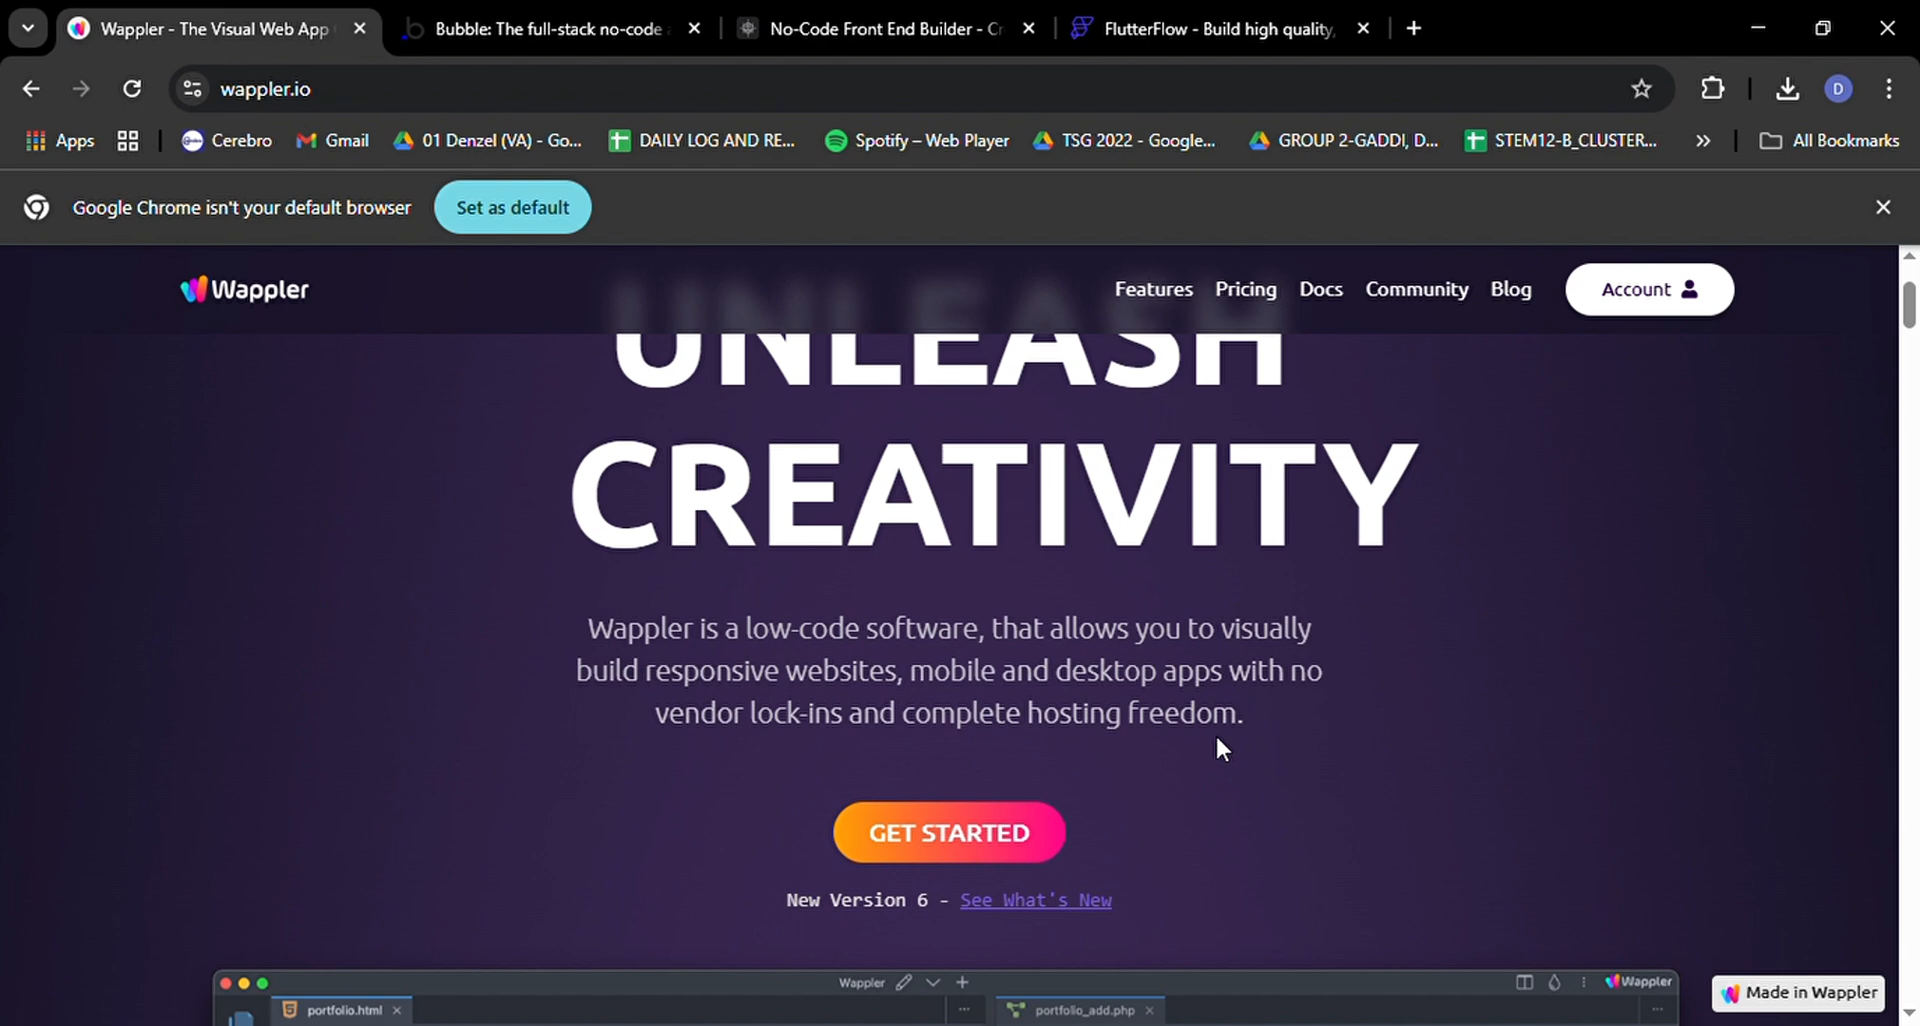 Wappler - The Visual Web App
Bubble: The full-stack no-code
No-Code Front End Builder - Cr
FlutterFlow - Build high quality,
wappler.io
D
Apps
Cerebro
Gmail
01 Denzel (VA) - Go...
DAILY LOG AND RE...
Spotify – Web Player
TSG 2022 - Google...
GROUP 2-GADDI, D...
STEM12-B_CLUSTER...
All Bookmarks
Google Chrome isn't your default browser
Set as default
Wappler
Features
Pricing
Docs
Community
Blog
Account
UNLEASH
CREATIVITY
Wappler is a low-code software, that allows you to visually
build responsive websites, mobile and desktop apps with no
vendor lock-ins and complete hosting freedom.
GET STARTED
New Version 6 - See What's New
Wappler
Wappler
portfolio.html
portfolio_add.php
Made in Wappler